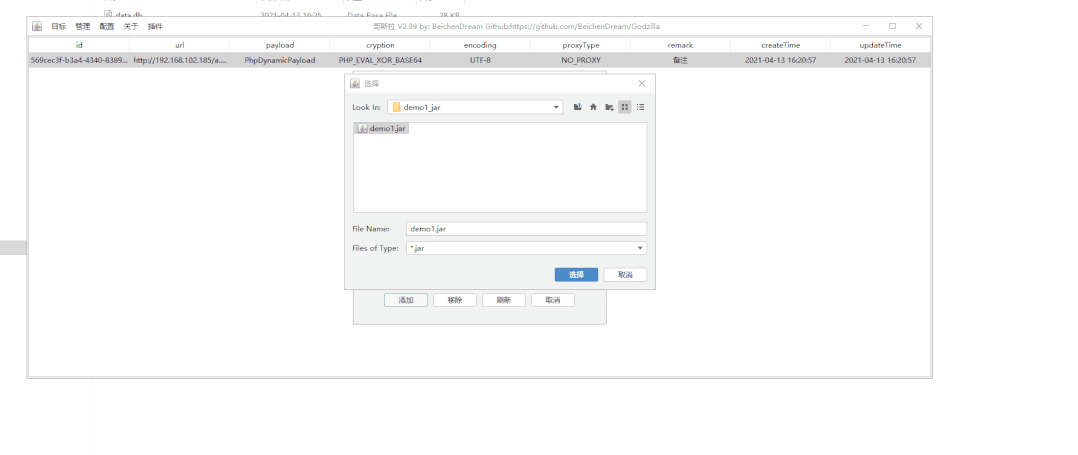 data.db 2021-04-13 16:25 Data Base File 28 KB
哥斯拉 V2.99 by: BeichenDream Github:https://github.com/BeichenDream/Godzilla
目标 管理 配置 关于 插件
id url payload cryption encoding proxyType remark createTime updateTime
569cec3f-b3a4-4340-8389... http://192.168.102.185/a.... PhpDynamicPayload PHP_EVAL_XOR_BASE64 UTF-8 NO_PROXY 备注 2021-04-13 16:20:57 2021-04-13 16:20:57
选择
Look In: demo1_jar
demo1.jar
File Name: demo1.jar
Files of Type: *.jar
选择 取消
添加 移除 刷新 取消